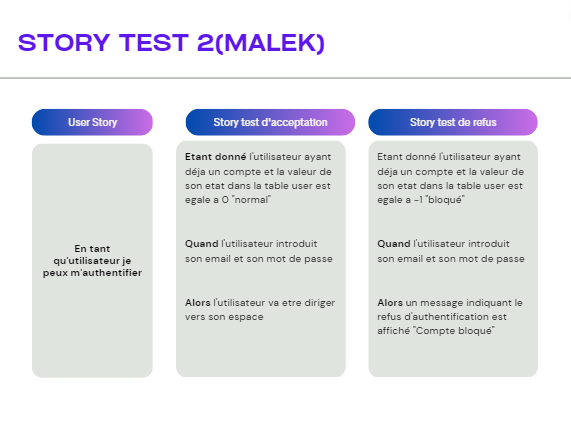 STORY TEST 2(MALEK)
User Story
Story test d'acceptation
Story test de refus
En tant
qu'utilisateur je
peux m'authentifier
Etant donné l'utilisateur ayant
déja un compte et la valeur de
son etat dans la table user est
egale a 0 "normal"
Quand l'utilisateur introduit
son email et son mot de passe
Alors l'utilisateur va etre diriger
vers son espace
Etant donné l'utilisateur ayant
déja un compte et la valeur de
son etat dans la table user est
egale a -1 "bloqué"
Quand l'utilisateur introduit
son email et son mot de passe
Alors un message indiquant le
refus d'authentification est
affiché "Compte bloqué"